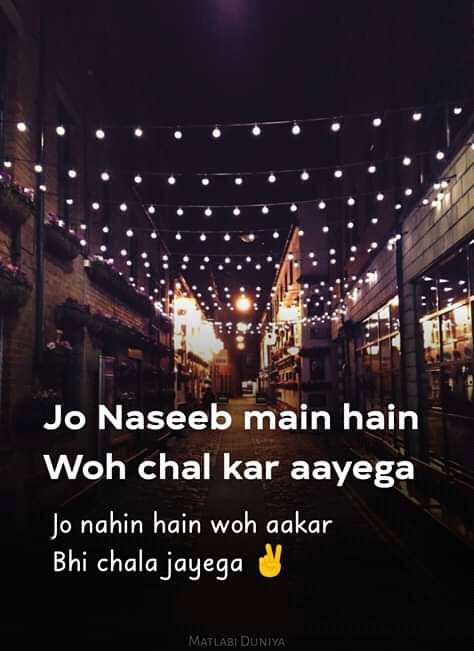 Jo Naseeb main hain
Woh chal kar aayega
Jo nahin hain woh aakar
Bhi chala jayega ✌️
Matlabi Duniya